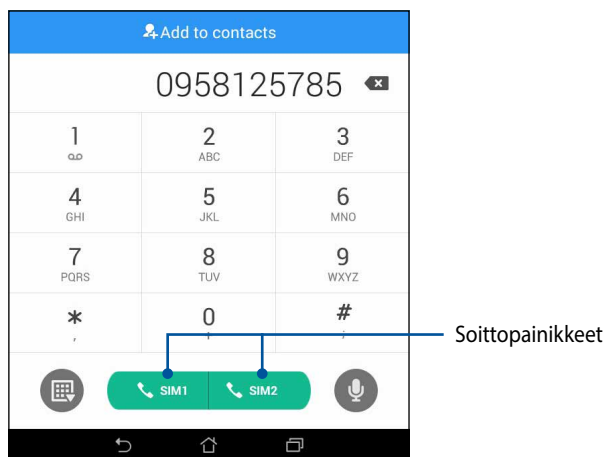 Add to contacts
0958125785
1 2 3
ABC DEF
4 5 6
GHI JKL MNO
7 8 9
PQRS TUV WXYZ
* 0 #
, + ;
Soittopainikkeet
SIM1 SIM2